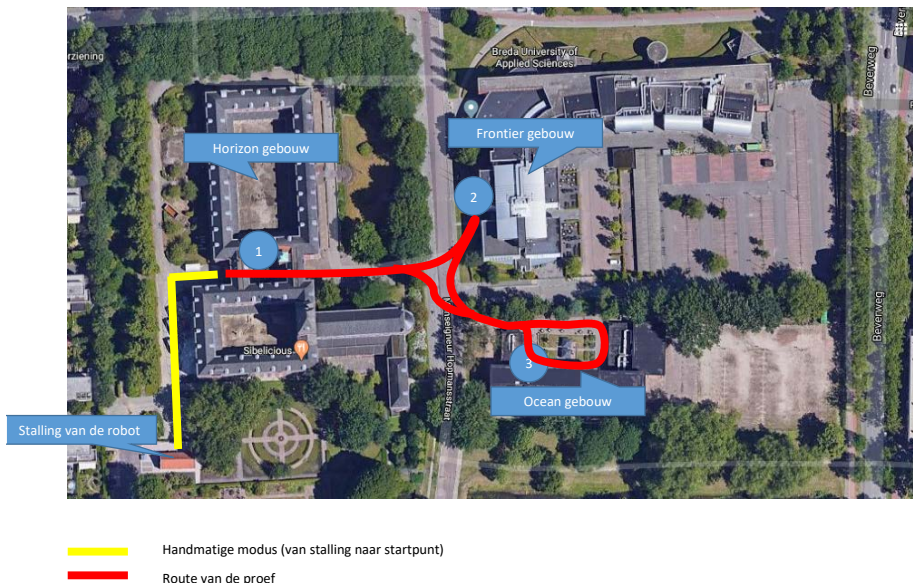 rziening
Breda University of
Applied Sciences
Beverweg
Horizon gebouw
Frontier gebouw
2
1
Sibelicious
Beverweg
3
Ocean gebouw
Stalling van de robot
Handmatige modus (van stalling naar startpunt)
Route van de proef